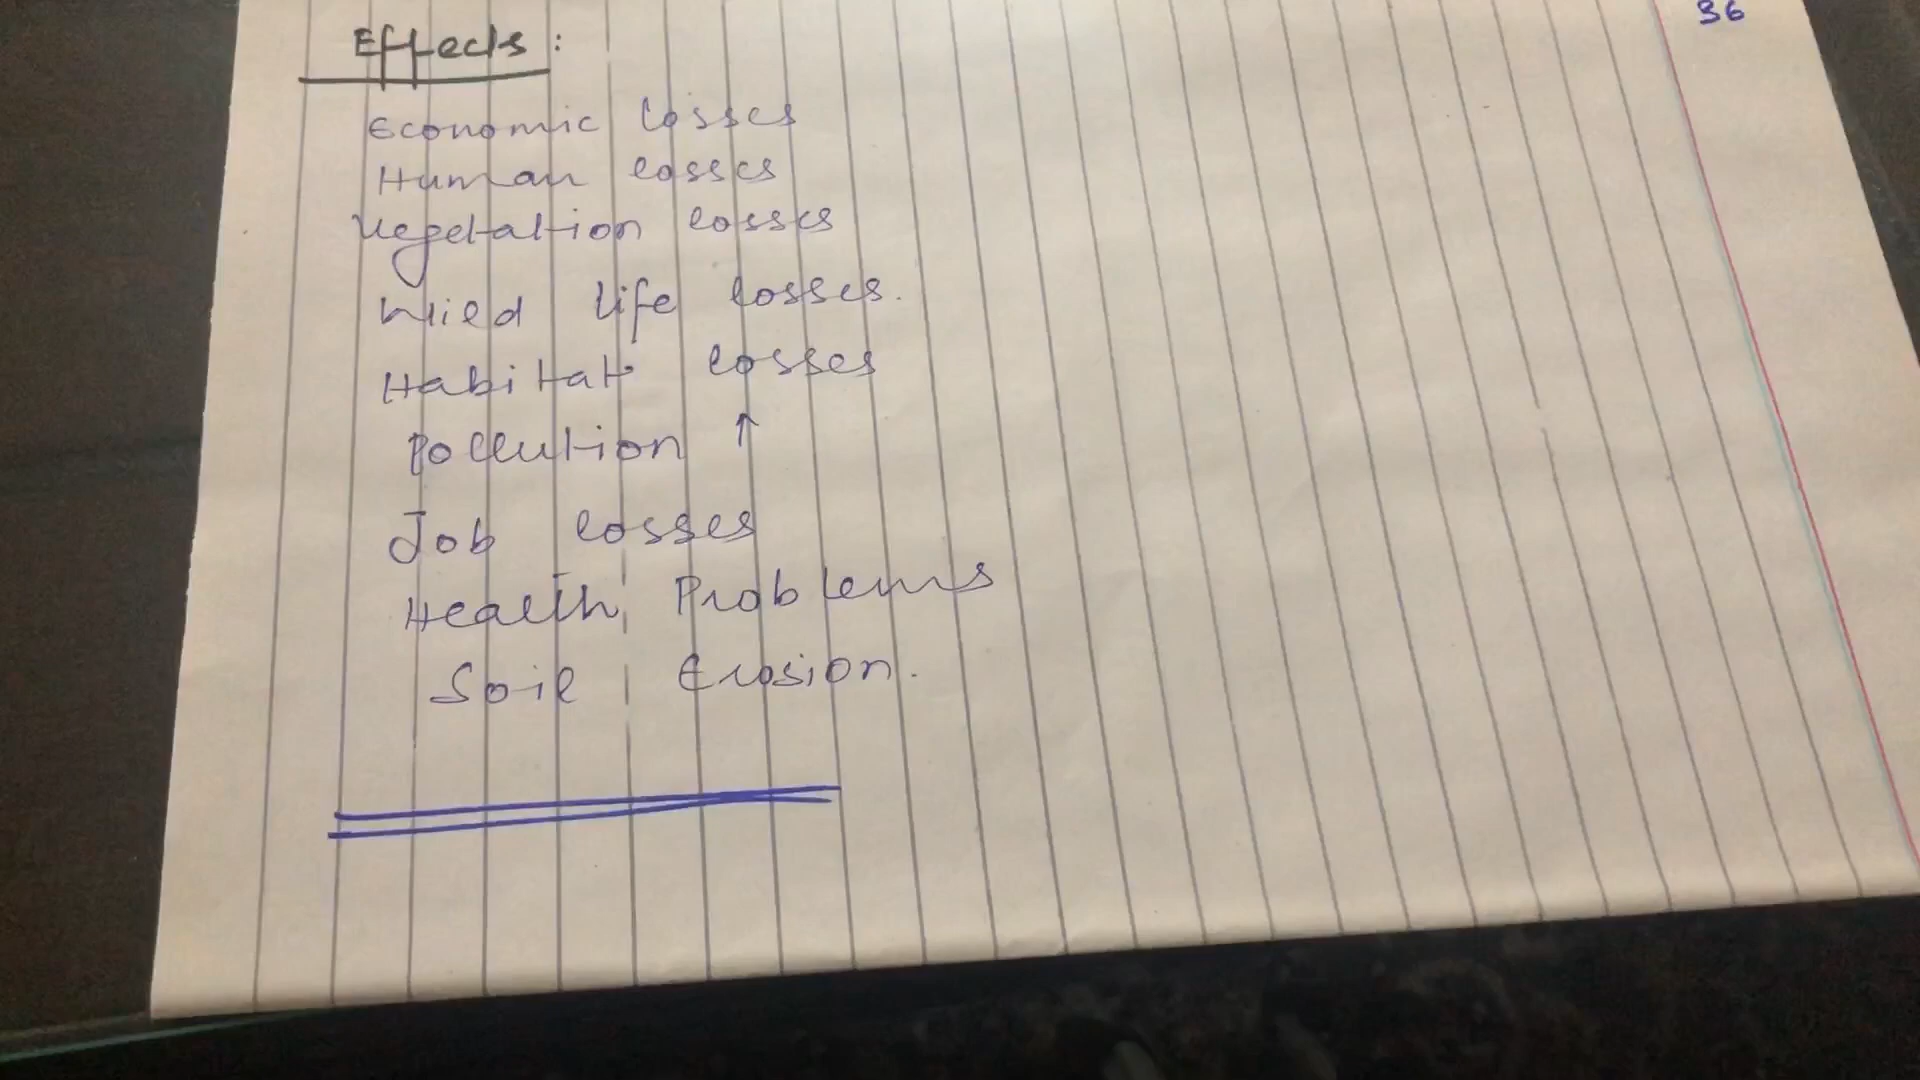 36
Effects:
Economic losses
Human losses
Vegetation losses
Wild life losses.
Habitat losses
Pollution ↑
Job losses
Health Problems
Soil Erosion.